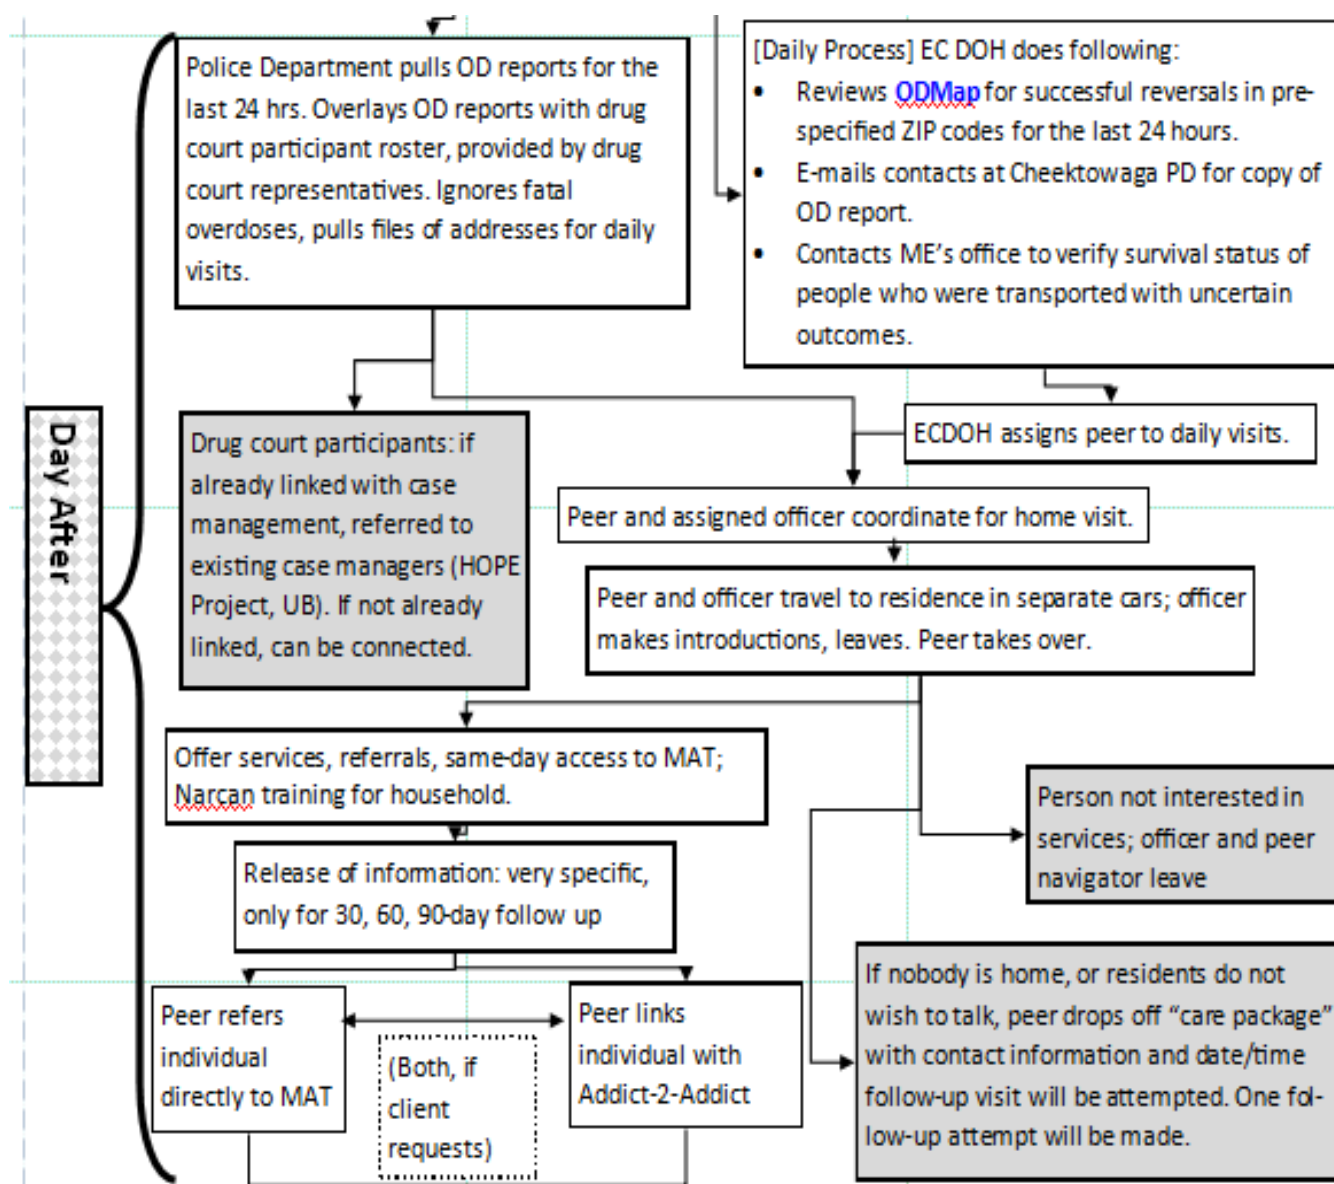 Police Department pulls OD reports for the
last 24 hrs. Overlays OD reports with drug
court participant roster, provided by drug
court representatives. Ignores fatal
overdoses, pulls files of addresses for daily
visits.
[Daily Process] EC DOH does following:
• Reviews ODMap for successful reversals in pre-
specified ZIP codes for the last 24 hours.
• E-mails contacts at Cheektowaga PD for copy of
OD report.
• Contacts ME’s office to verify survival status of
people who were transported with uncertain
outcomes.
Day After
Drug court participants: if
already linked with case
management, referred to
existing case managers (HOPE
Project, UB). If not already
linked, can be connected.
ECDOH assigns peer to daily visits.
Peer and assigned officer coordinate for home visit.
Peer and officer travel to residence in separate cars; officer
makes introductions, leaves. Peer takes over.
Offer services, referrals, same-day access to MAT;
Narcan training for household.
Person not interested in
services; officer and peer
navigator leave
Release of information: very specific,
only for 30, 60, 90-day follow up
If nobody is home, or residents do not
wish to talk, peer drops off “care package”
with contact information and date/time
follow-up visit will be attempted. One fol-
low-up attempt will be made.
Peer refers
individual
directly to MAT
(Both, if
client
requests)
Peer links
individual with
Addict-2-Addict